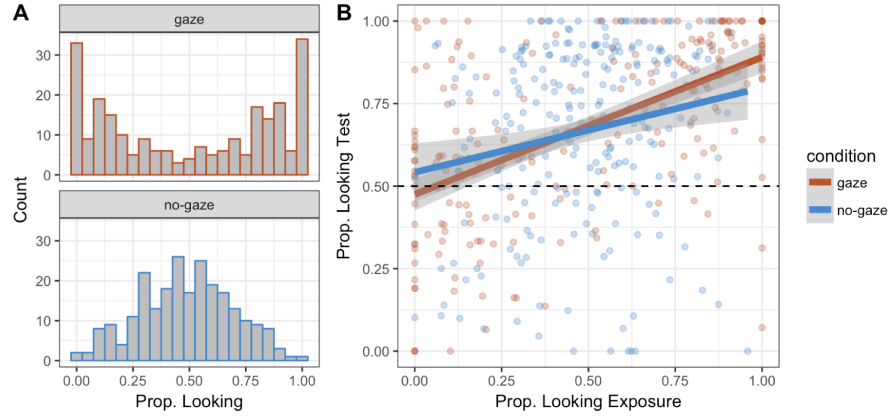 A
gaze
30
20
10
0
no-gaze
30
20
10
0
Count
0.00 0.25 0.50 0.75 1.00
Prop. Looking
B
1.00
0.75
0.50
0.25
0.00
Prop. Looking Test
0.00 0.25 0.50 0.75 1.00
Prop. Looking Exposure
condition
gaze
no-gaze